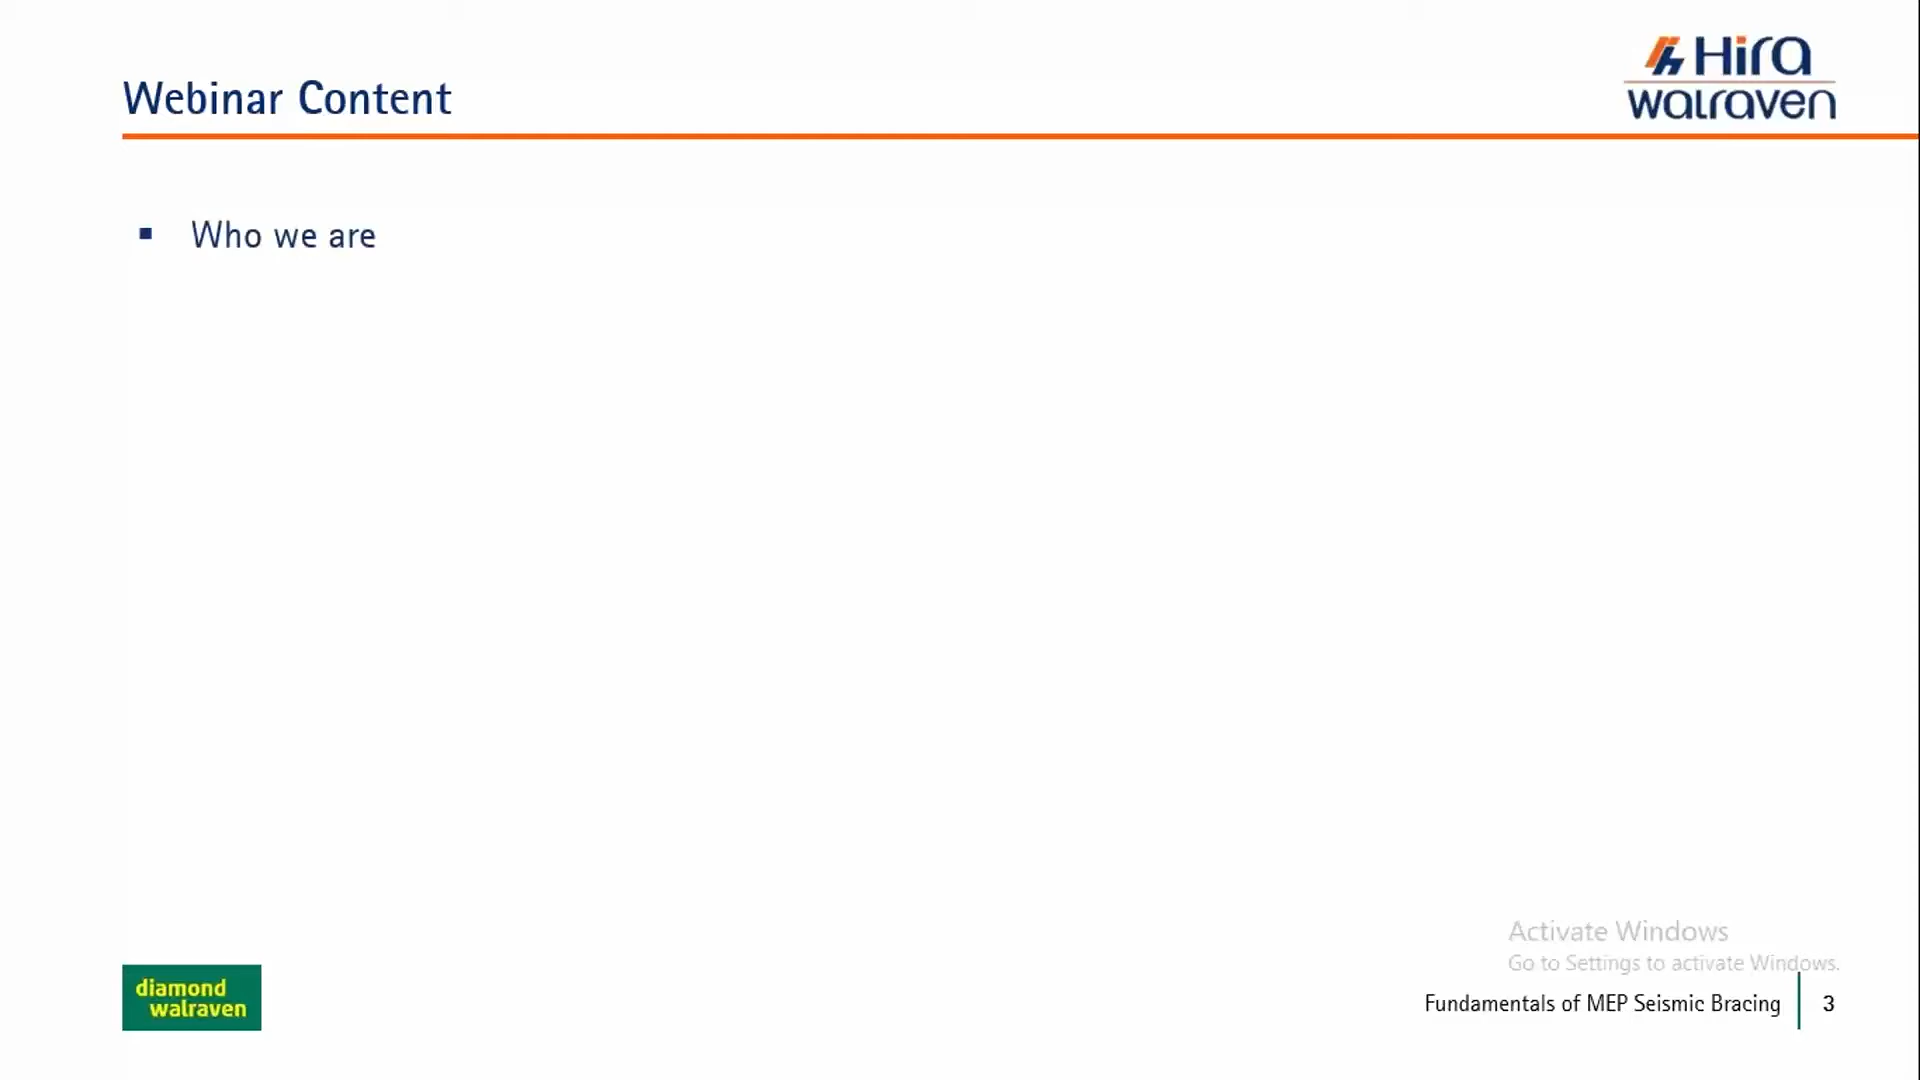 Webinar Content
Hira
walraven
▪ Who we are
Activate Windows
Go to Settings to activate Windows.
diamond
walraven
Fundamentals of MEP Seismic Bracing
3